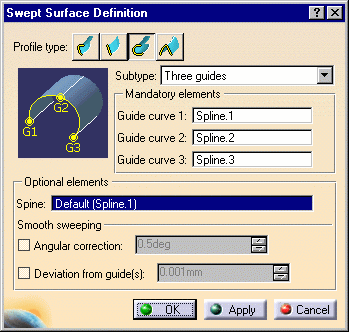 Swept Surface Definition
Profile type:
Subtype: Three guides
Mandatory elements
Guide curve 1: Spline.1
Guide curve 2: Spline.2
Guide curve 3: Spline.3
G1
G2
G3
Optional elements
Spine: Default (Spline.1)
Smooth sweeping
Angular correction: 0.5deg
Deviation from guide(s): 0.001mm
OK
Apply
Cancel